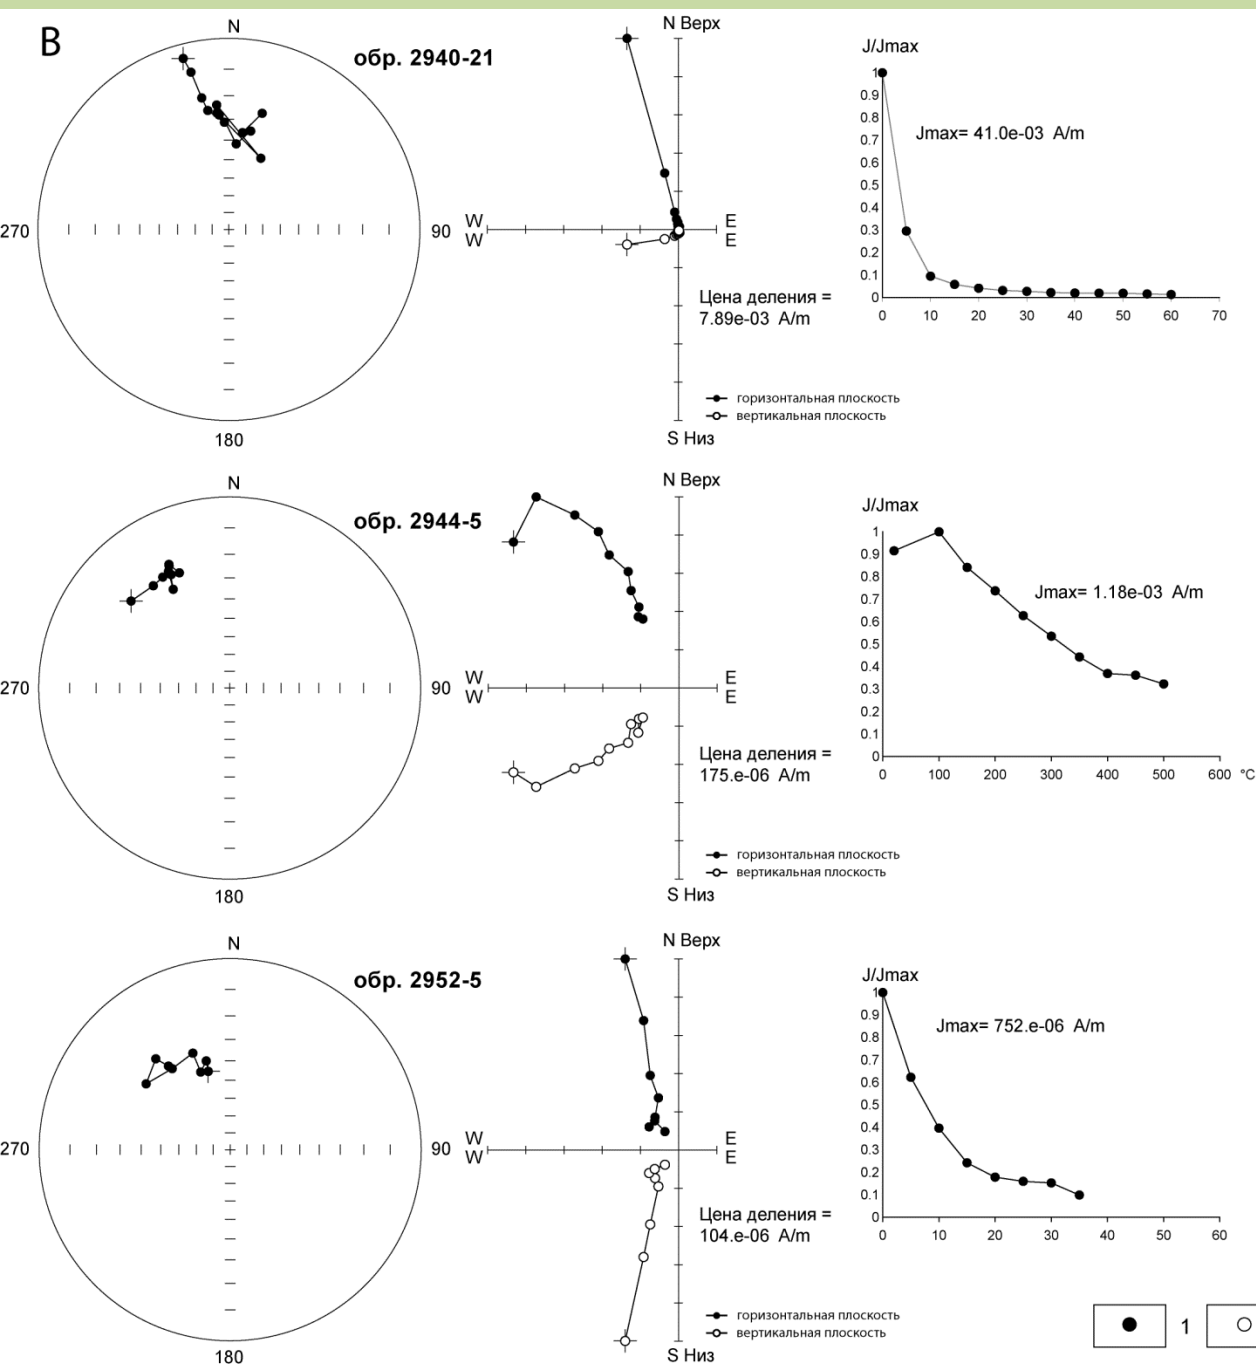 В
N
обр. 2940-21
270
90
180
N Верх
W
E
W
E
Цена деления =
7.89e-03 A/m
горизонтальная плоскость
вертикальная плоскость
S Низ
J/Jmax
1
0.9
0.8
0.7
0.6
0.5
0.4
0.3
0.2
0.1
0
Jmax= 41.0e-03 A/m
0 10 20 30 40 50 60 70
N
обр. 2944-5
270
90
180
N Верх
W
E
W
E
Цена деления =
175.e-06 A/m
горизонтальная плоскость
вертикальная плоскость
S Низ
J/Jmax
1
0.9
0.8
0.7
0.6
0.5
0.4
0.3
0.2
0.1
0
Jmax= 1.18e-03 A/m
0 100 200 300 400 500 600 °C
N
обр. 2952-5
270
90
180
N Верх
W
E
W
E
Цена деления =
104.e-06 A/m
горизонтальная плоскость
вертикальная плоскость
S Низ
J/Jmax
1
0.9
0.8
0.7
0.6
0.5
0.4
0.3
0.2
0.1
0
Jmax= 752.e-06 A/m
0 10 20 30 40 50 60
1